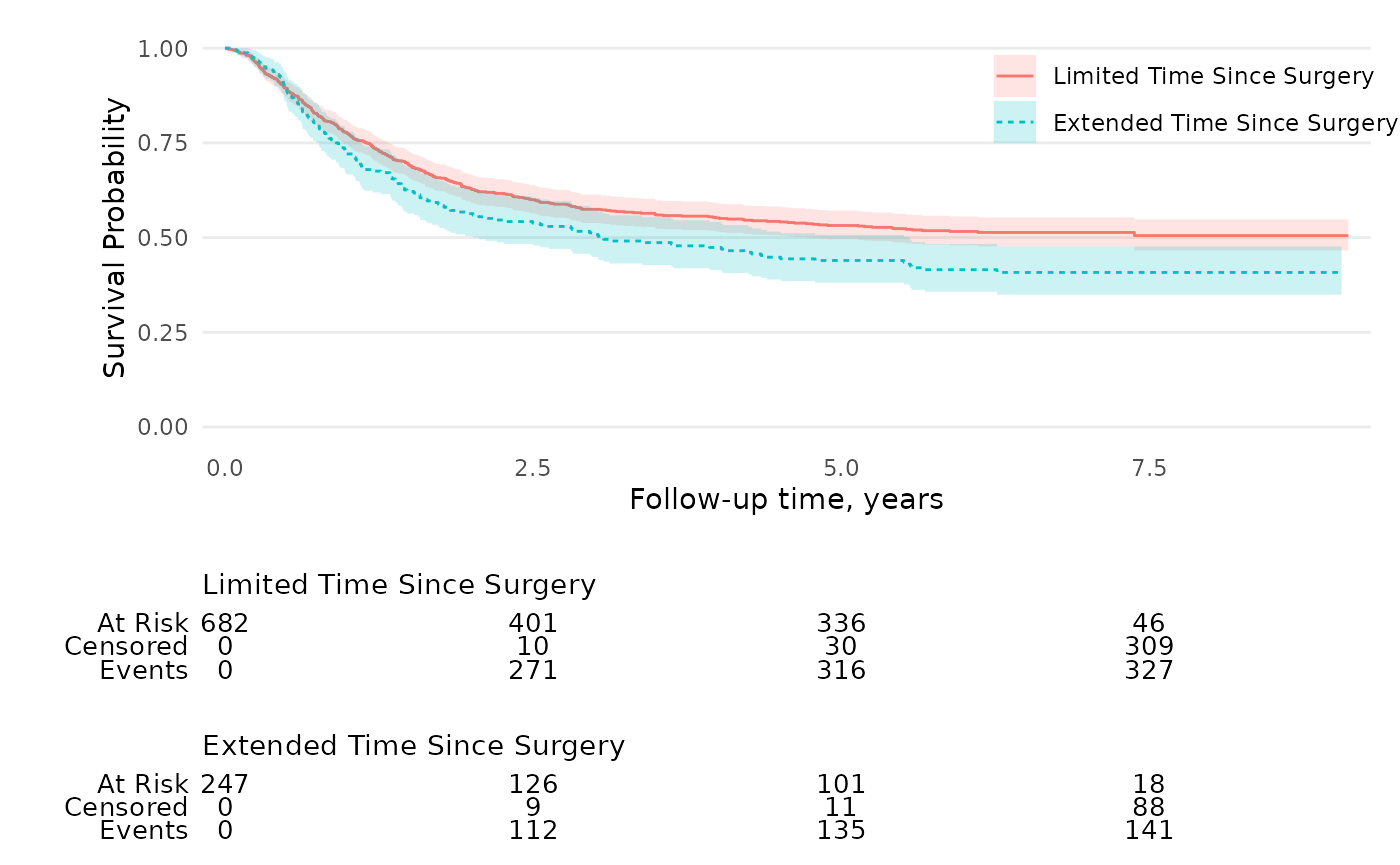 1.00
0.75
0.50
0.25
0.00
Survival Probability
Limited Time Since Surgery
Extended Time Since Surgery
0.0 2.5 5.0 7.5
Follow-up time, years
Limited Time Since Surgery
At Risk 682 401 336 46
Censored 0 10 30 309
Events 0 271 316 327
Extended Time Since Surgery
At Risk 247 126 101 18
Censored 0 9 11 88
Events 0 112 135 141